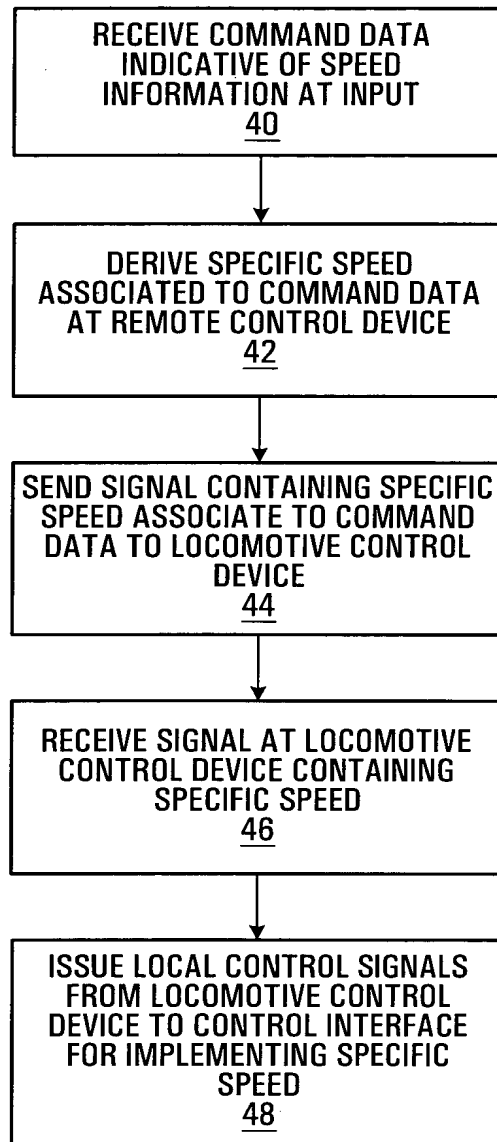 RECEIVE COMMAND DATA
INDICATIVE OF SPEED
INFORMATION AT INPUT
40
DERIVE SPECIFIC SPEED
ASSOCIATED TO COMMAND DATA
AT REMOTE CONTROL DEVICE
42
SEND SIGNAL CONTAINING SPECIFIC
SPEED ASSOCIATE TO COMMAND
DATA TO LOCOMOTIVE CONTROL
DEVICE
44
RECEIVE SIGNAL AT LOCOMOTIVE
CONTROL DEVICE CONTAINING
SPECIFIC SPEED
46
ISSUE LOCAL CONTROL SIGNALS
FROM LOCOMOTIVE CONTROL
DEVICE TO CONTROL INTERFACE
FOR IMPLEMENTING SPECIFIC
SPEED
48